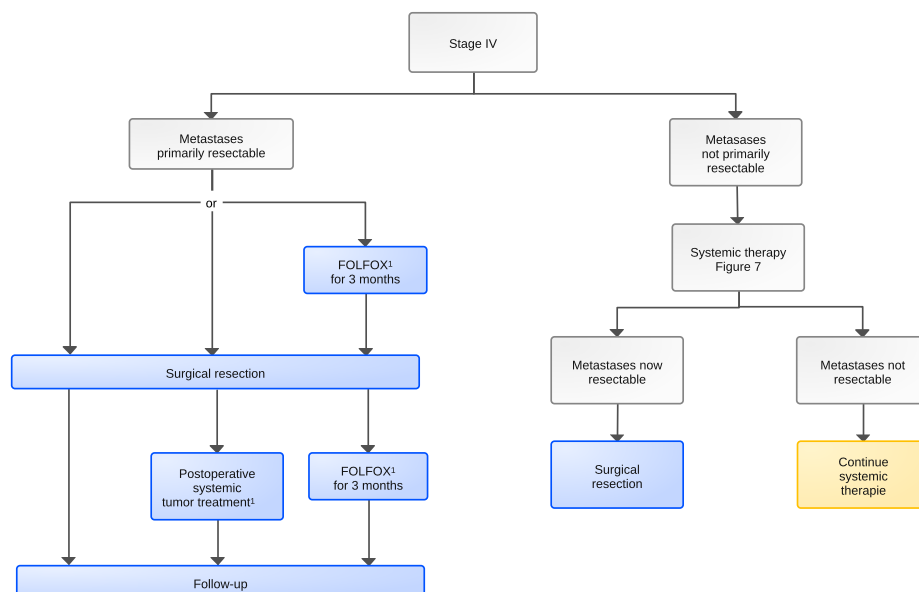 Stage IV
Metastases
primarily resectable
Metasases
not primarily
resectable
or
Systemic therapy
Figure 7
FOLFOX¹
for 3 months
Surgical resection
Metastases now
resectable
Metastases not
resectable
Postoperative
systemic
tumor treatment¹
FOLFOX¹
for 3 months
Surgical
resection
Continue
systemic
therapie
Follow-up